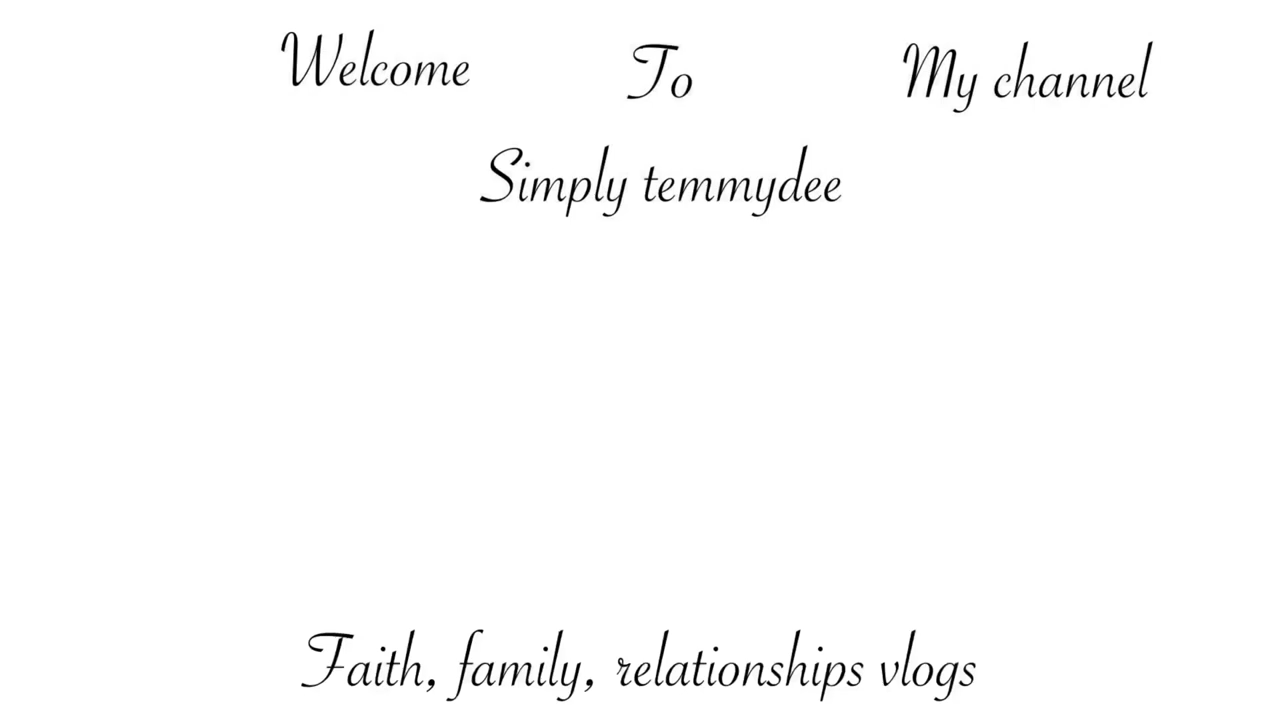 Welcome To My channel
Simply temmydee
Faith, family, relationships vlogs